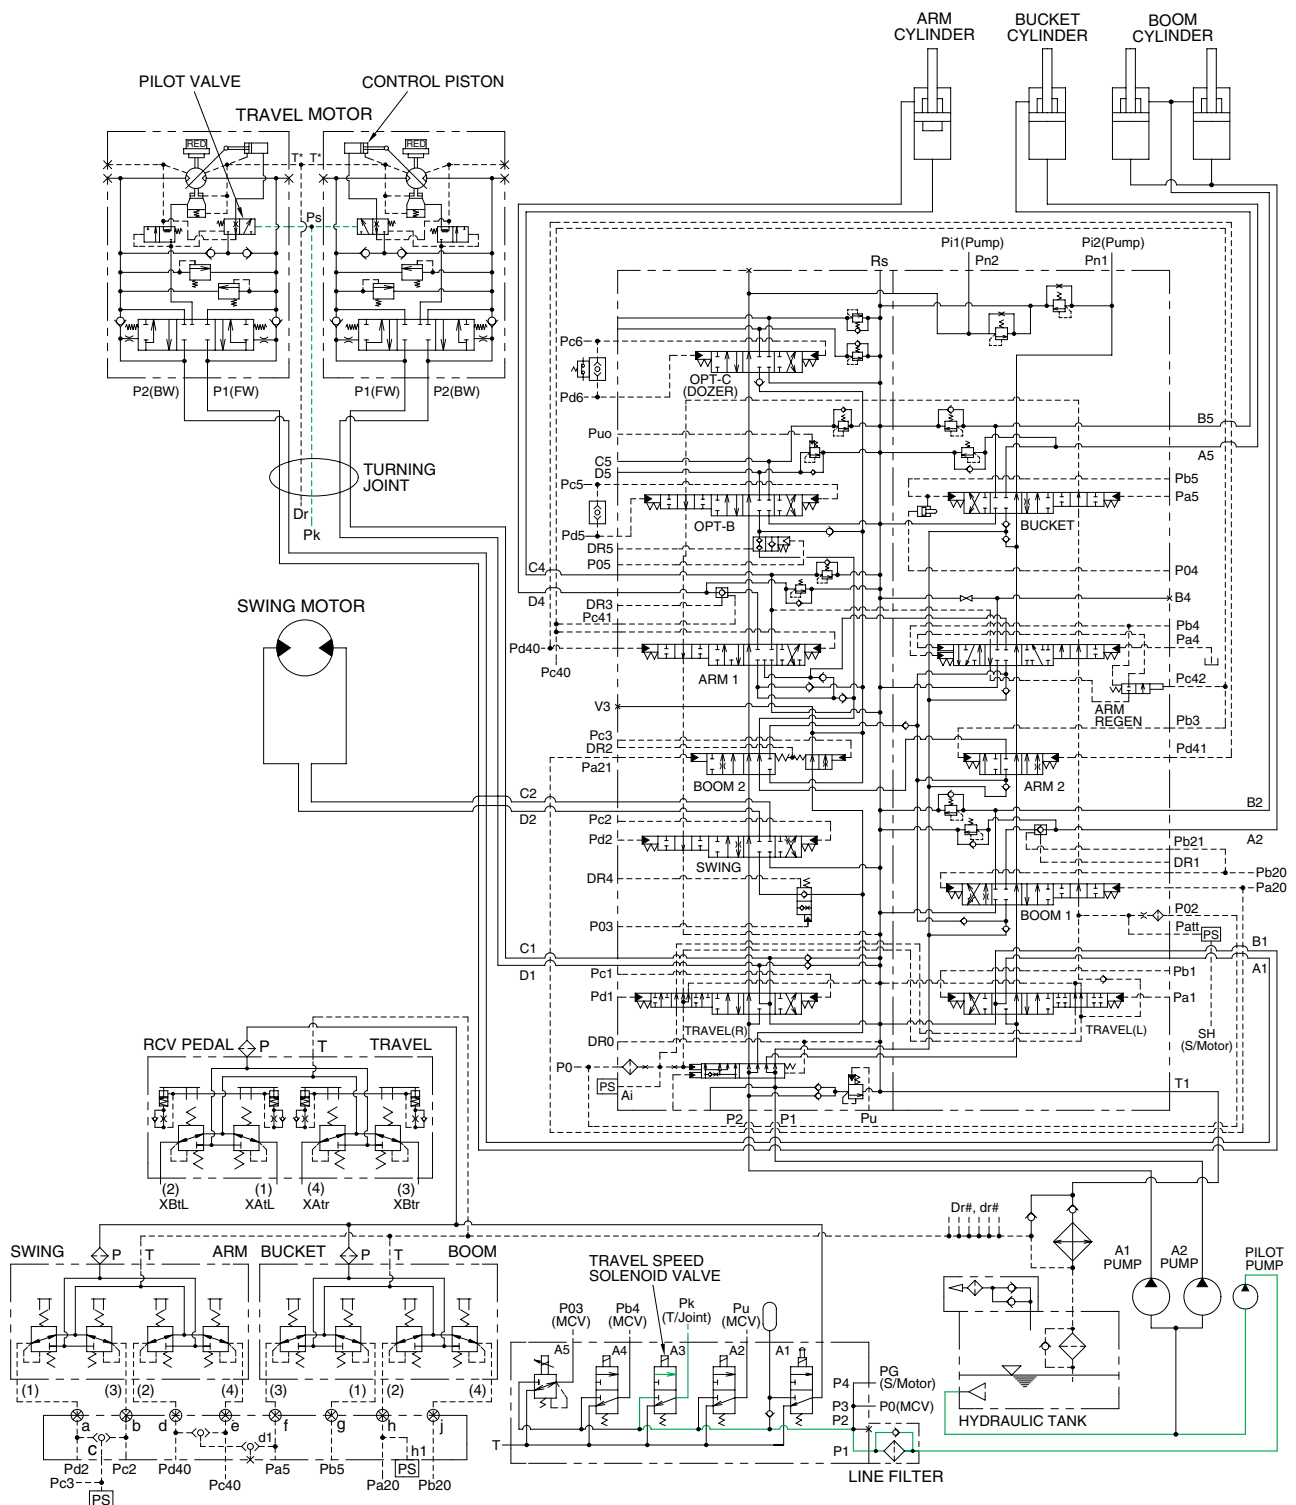 ARM
CYLINDER
BUCKET
CYLINDER
BOOM
CYLINDER
PILOT VALVE
CONTROL PISTON
TRAVEL MOTOR
RED
T*
T*
RED
Ps
P2(BW)
P1(FW)
P1(FW)
P2(BW)
TURNING
JOINT
Dr
Pk
SWING MOTOR
Pi1(Pump)
Pn2
Pi2(Pump)
Pn1
Rs
Pc6
OPT-C
(DOZER)
Pd6
Puo
C5
D5
Pc5
OPT-B
Pd5
DR5
P05
C4
D4
DR3
Pc41
Pd40
Pc40
ARM 1
V3
Pc3
DR2
Pa21
BOOM 2
C2
D2
Pc2
Pd2
SWING
DR4
P03
C1
D1
Pc1
Pd1
TRAVEL(R)
DR0
P0
PS
Ai
P2
P1
Pu
B5
A5
Pb5
Pa5
BUCKET
P04
B4
Pb4
Pa4
Pc42
ARM
REGEN
Pb3
Pd41
ARM 2
B2
A2
Pb21
DR1
Pb20
Pa20
BOOM 1
P02
Patt
PS
B1
A1
Pb1
Pa1
TRAVEL(L)
SH
(S/Motor)
T1
RCV PEDAL
P
T
TRAVEL
(2)
XBtL
(1)
XAtL
(4)
XAtr
(3)
XBtr
SWING
P
T
ARM
BUCKET
P
T
BOOM
(1)
(3)
(2)
(4)
(3)
(1)
(2)
(4)
a
b
d
e
f
g
h
j
c
d1
h1
Pd2
Pc2
Pd40
Pa5
Pb5
PS
Pc3
Pc40
Pa20
Pb20
PS
TRAVEL SPEED
SOLENOID VALVE
P03
(MCV)
Pb4
(MCV)
Pk
(T/Joint)
Pu
(MCV)
A5
A4
A3
A2
A1
T
P4
PG
(S/Motor)
P3
P0(MCV)
P2
P1
LINE FILTER
Dr#, dr#
A1
PUMP
A2
PUMP
PILOT
PUMP
HYDRAULIC TANK